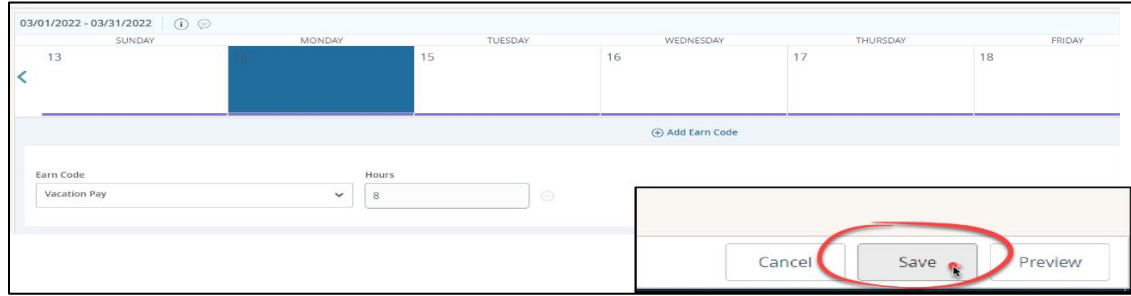 03/01/2022 - 03/31/2022
SUNDAY MONDAY TUESDAY WEDNESDAY THURSDAY FRIDAY
13 15 16 17 18
Add Earn Code
Earn Code Hours
Vacation Pay 8
Cancel Save Preview